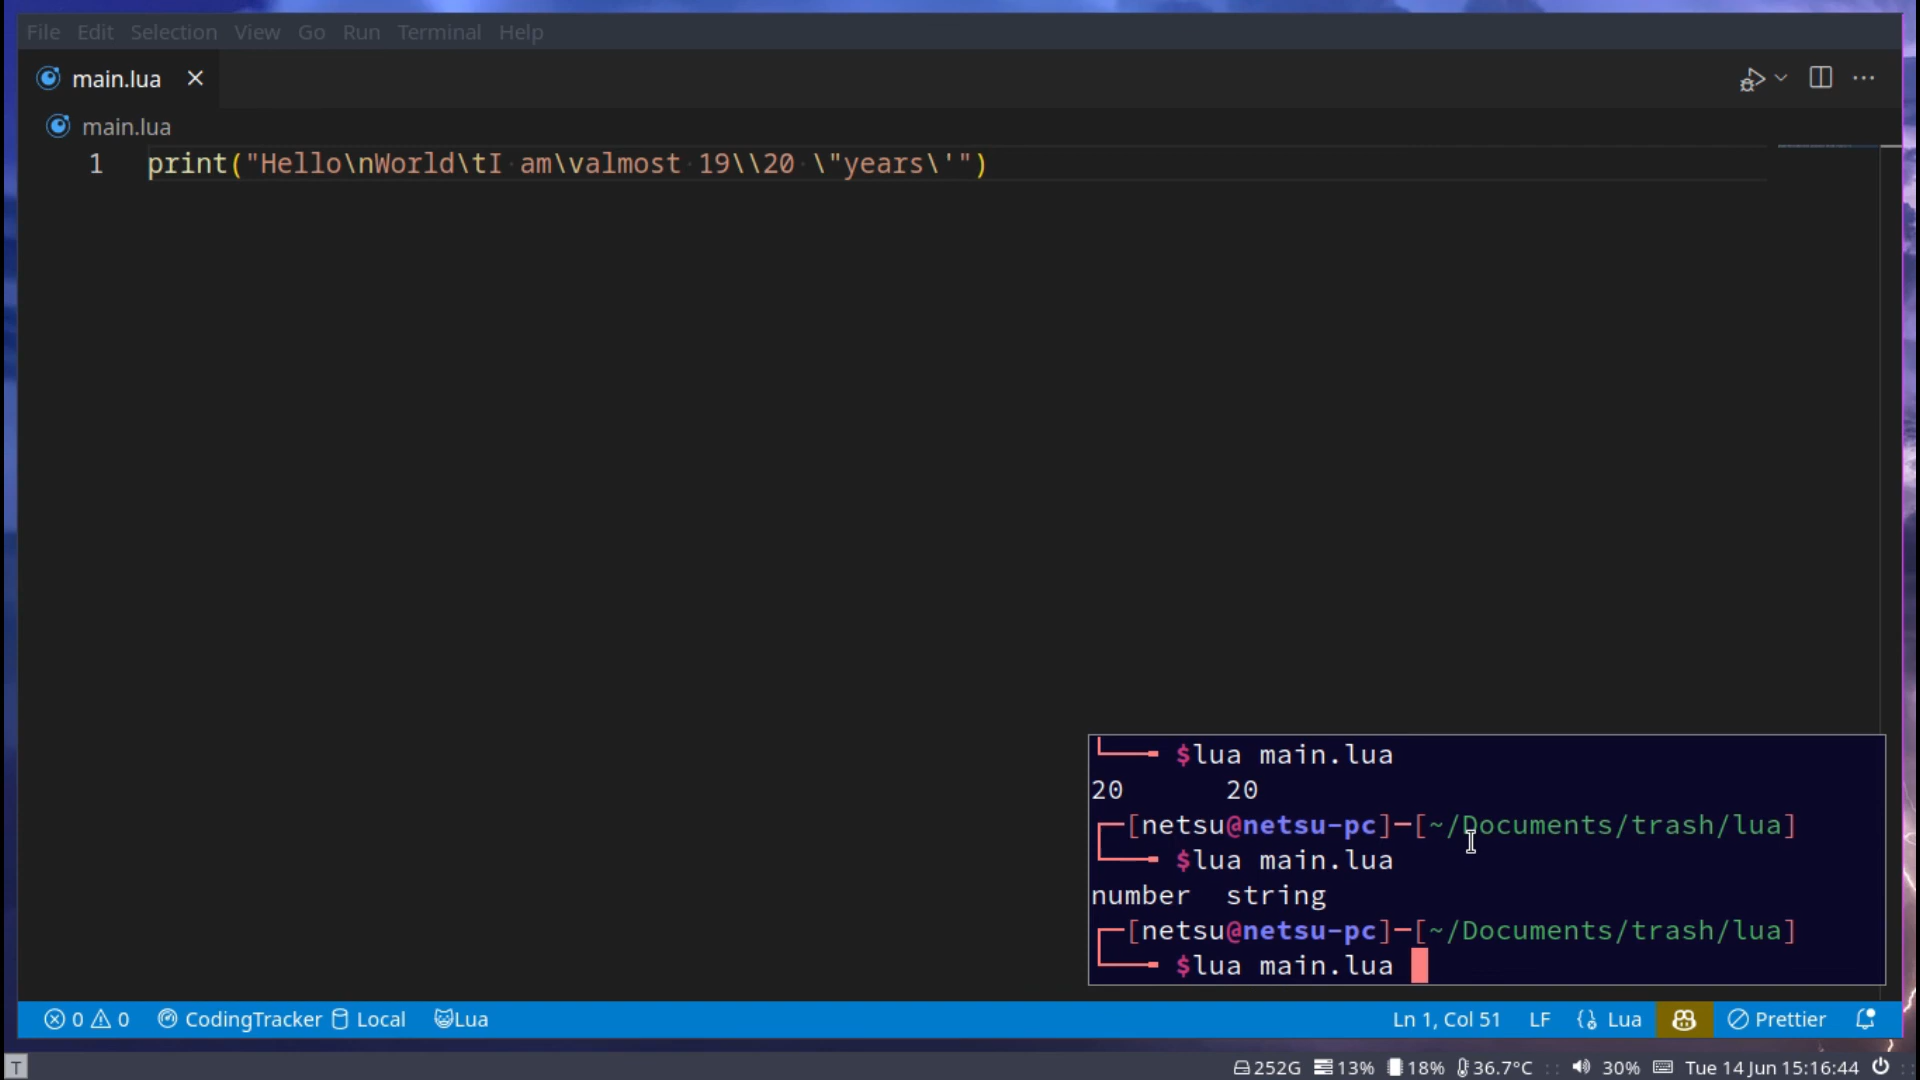 File Edit Selection View Go Run Terminal Help
main.lua
main.lua
1 print("Hello\nWorld\tI am\valmost 19\\20 \"years\'")
$lua main.lua
20 20
[netsu@netsu-pc]-[~/Documents/trash/lua]
$lua main.lua
number string
[netsu@netsu-pc]-[~/Documents/trash/lua]
$lua main.lua
0 0 CodingTracker Local Lua Ln 1, Col 51 LF Lua Prettier
T 252G 13% 18% 36.7°C :: 30% Tue 14 Jun 15:16:44